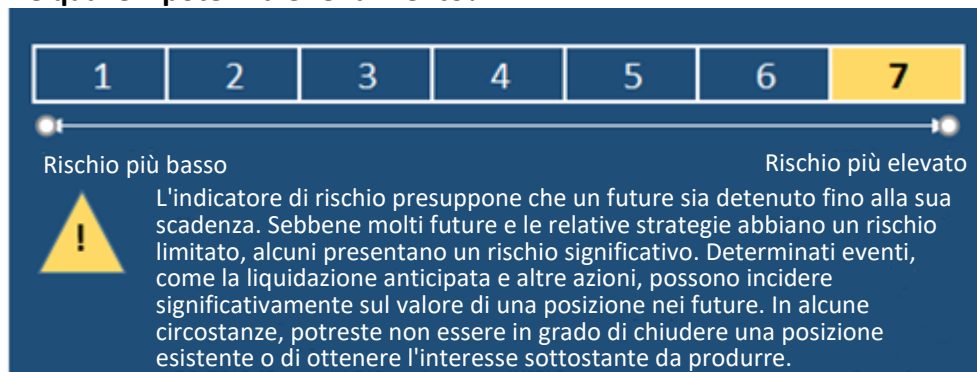 1 2 3 4 5 6 7
Rischio più basso Rischio più elevato
L'indicatore di rischio presuppone che un future sia detenuto fino alla sua
scadenza. Sebbene molti future e le relative strategie abbiano un rischio
limitato, alcuni presentano un rischio significativo. Determinati eventi,
come la liquidazione anticipata e altre azioni, possono incidere
significativamente sul valore di una posizione nei future. In alcune
circostanze, potreste non essere in grado di chiudere una posizione
esistente o di ottenere l'interesse sottostante da produrre.
!